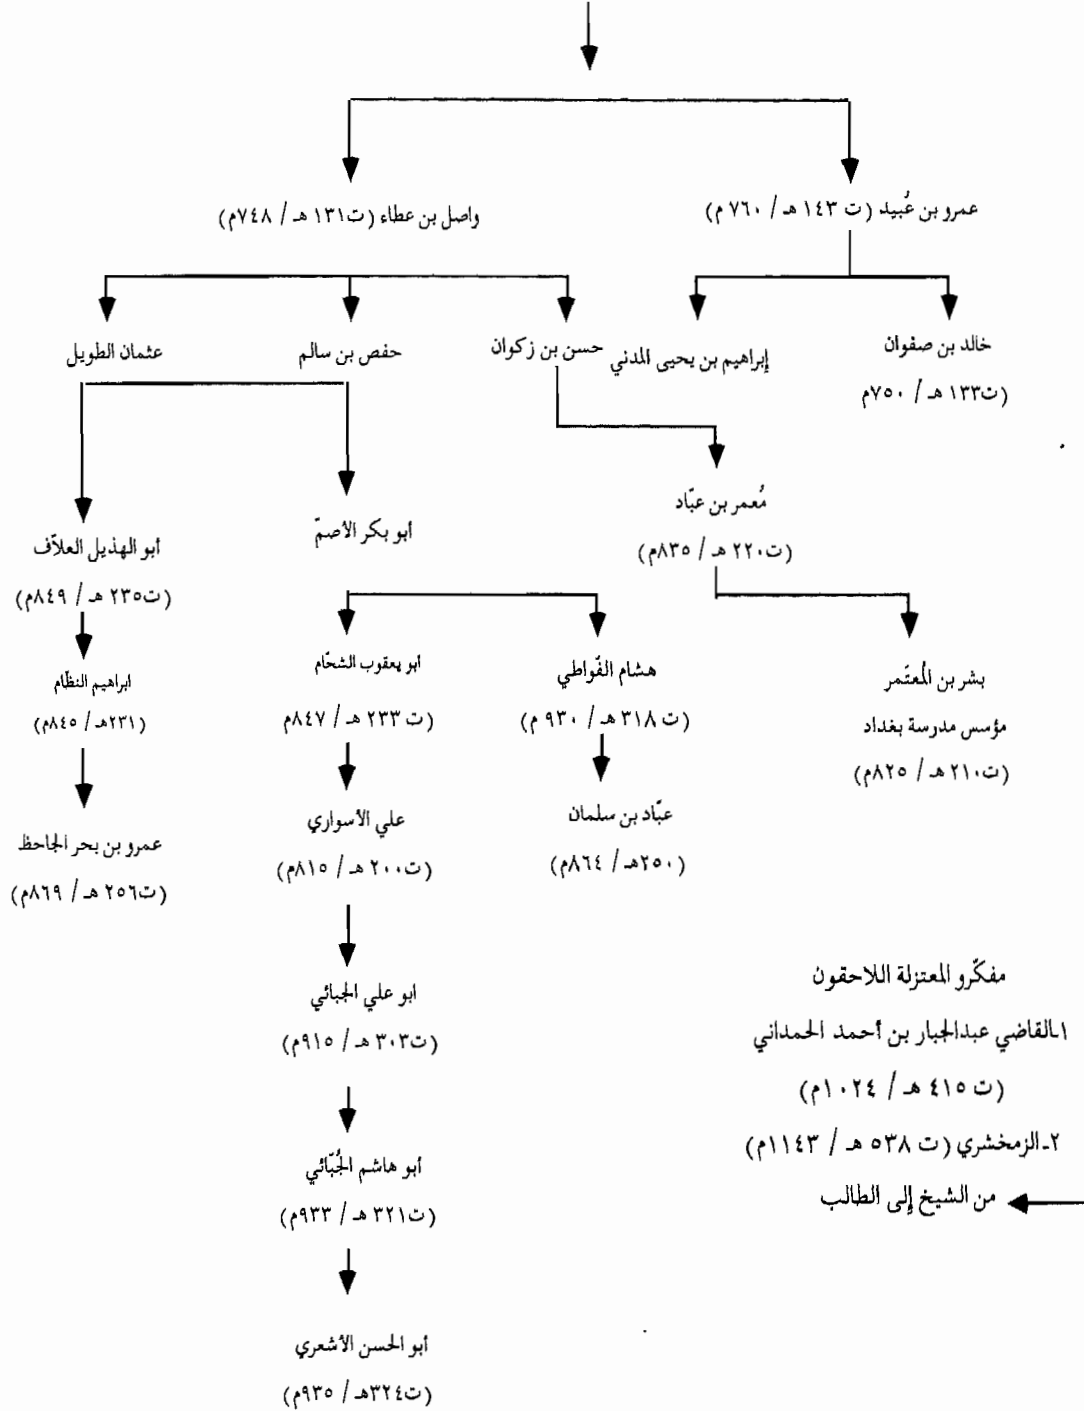 عمرو بن عُبيد (ت ١٤٣ هـ / ٧٦٠ م)
واصل بن عطاء (ت١٣١ هـ / ٧٤٨م)
خالد بن صفوان
(ت١٣٣ هـ / ٧٥٠م
إبراهيم بن يحيى المدني
حسن بن زكوان
حفص بن سالم
عثمان الطويل
مُعمر بن عبّاد
(ت٢٢٠ هـ / ٨٣٥م)
أبو بكر الأصمّ
أبو الهذيل العلاّف
(ت٢٣٥ هـ / ٨٤٩م)
بشر بن المُعتَمر
مؤسس مدرسة بغداد
(ت٢١٠ هـ / ٨٢٥م)
هشام الفُواطي
(ت ٣١٨ هـ / ٩٣٠ م)
أبو يعقوب الشحّام
(ت ٢٣٣ هـ / ٨٤٧م
ابراهيم النظّام
(٢٣١هـ/ ٨٤٥م)
عبّاد بن سلمان
(٢٥٠هـ / ٨٦٤م)
علي الأسواري
(ت٢٠٠ هـ / ٨١٥م)
عمرو بن بحر الجاحظ
(ت٢٥٦ هـ / ٨٦٩م)
ابو علي الجبائي
(ت٣٠٣ هـ / ٩١٥م)
أبو هاشم الجُبّائي
(ت٣٢١ هـ / ٩٣٣م)
أبو الحسن الأشعري
(ت٣٢٤هـ / ٩٣٥م)
مفكّرو المعتزلة اللاحقون
١ـالقاضي عبدالجبار بن أحمد الحمداني
(ت ٤١٥ هـ / ١٠٢٤م)
٢ـ الزمخشري (ت ٥٣٨ هـ / ١١٤٣م)
من الشيخ إلى الطالب